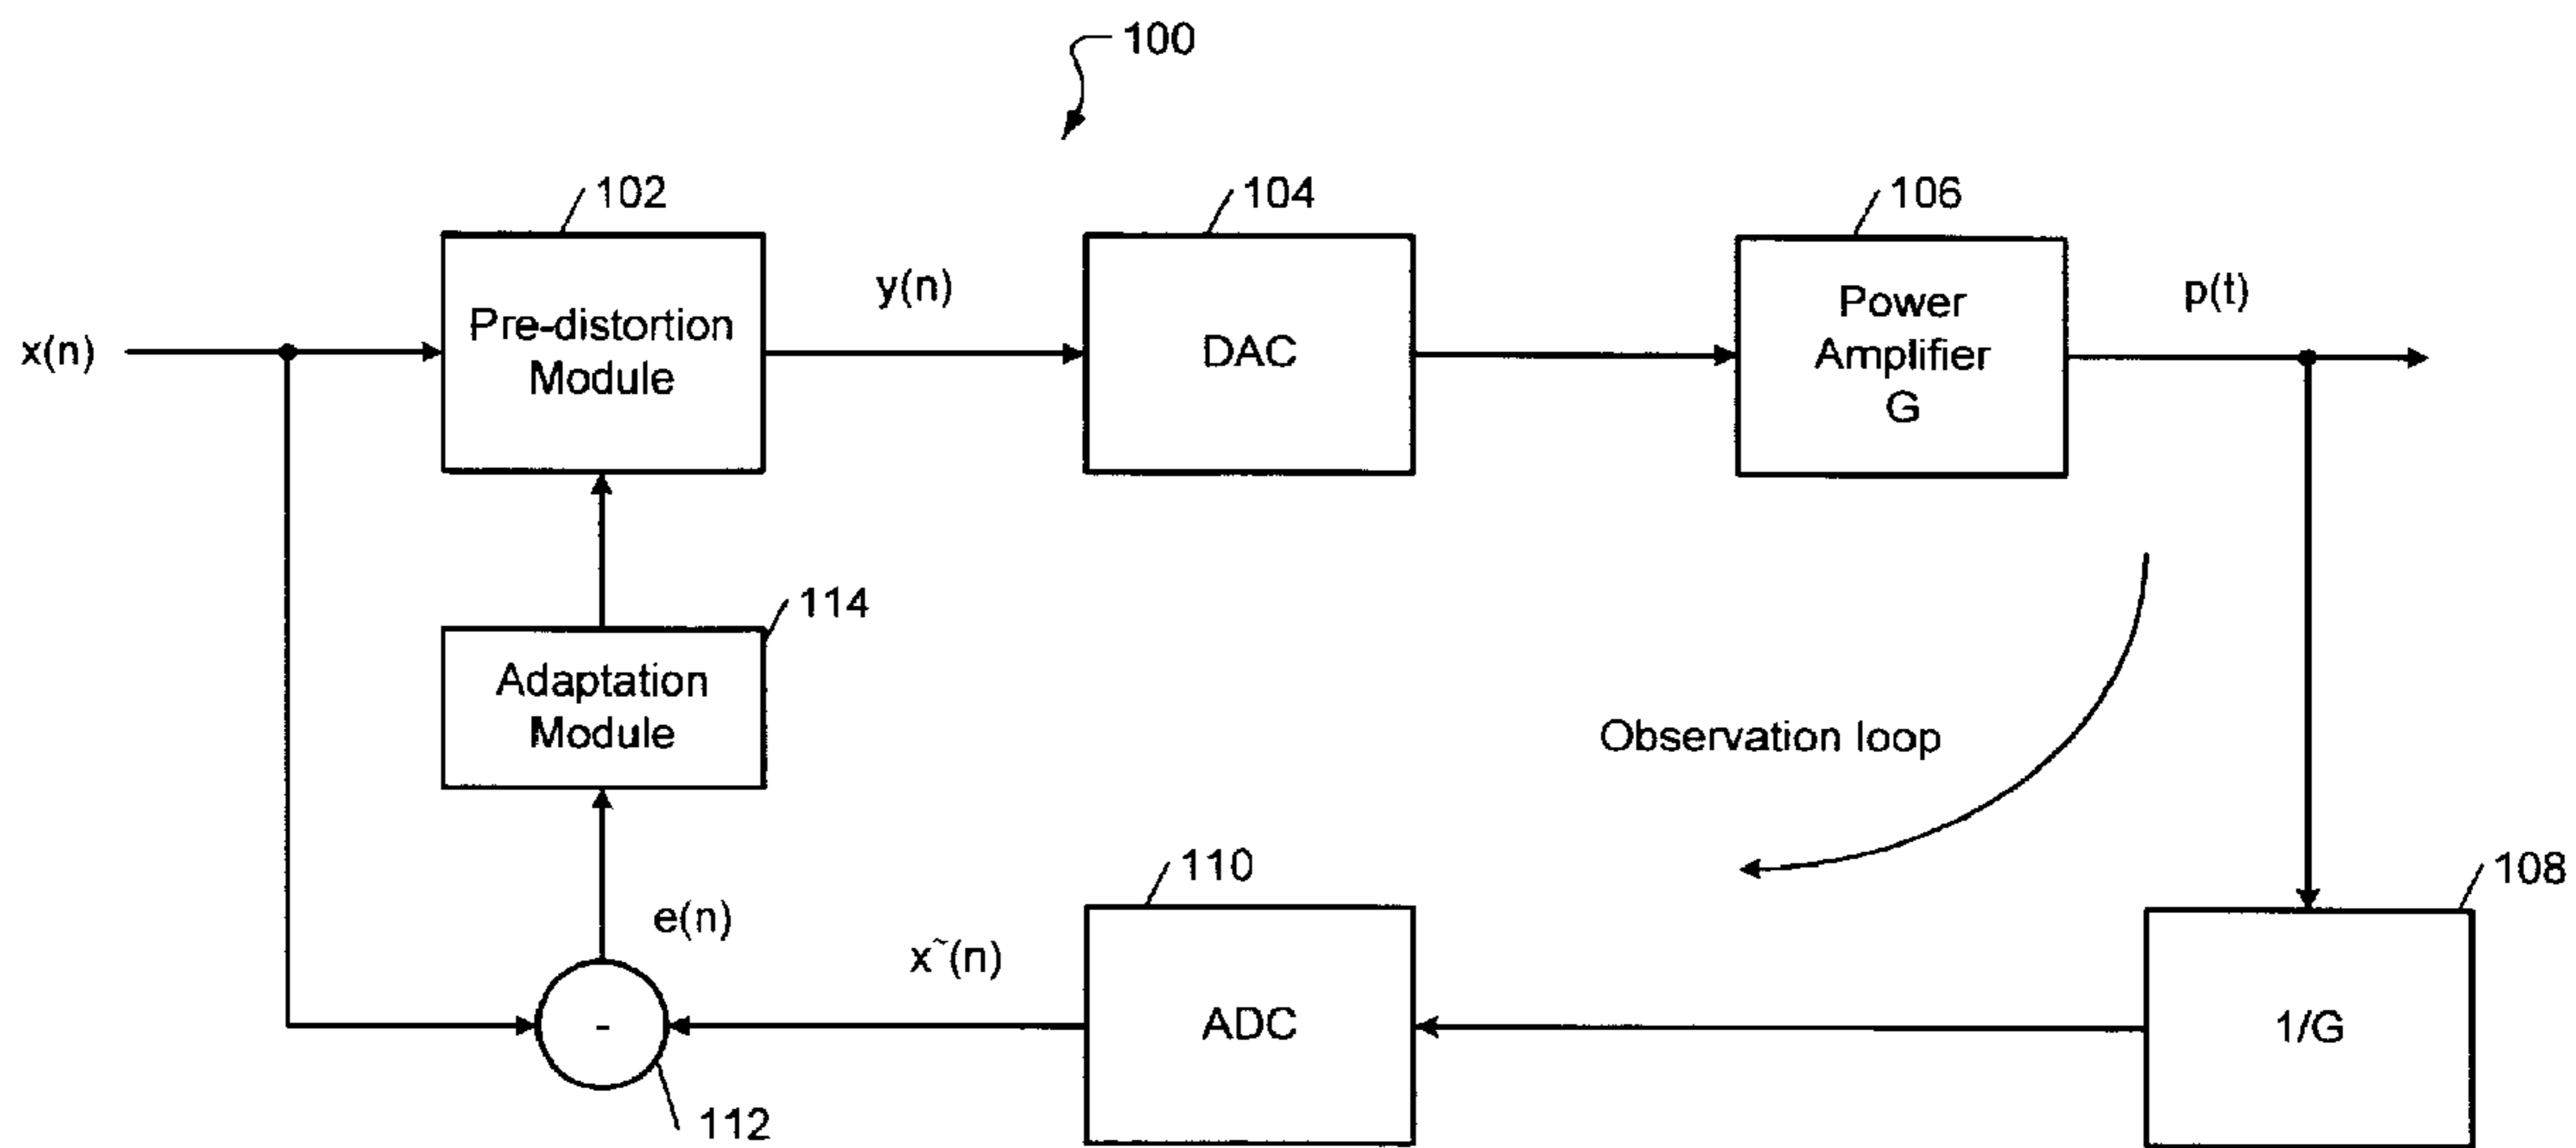 100
102
104
106
x(n)
Pre-distortion
Module
y(n)
DAC
Power
Amplifier
G
p(t)
114
Adaptation
Module
Observation loop
110
108
e(n)
x~(n)
-
ADC
1/G
112